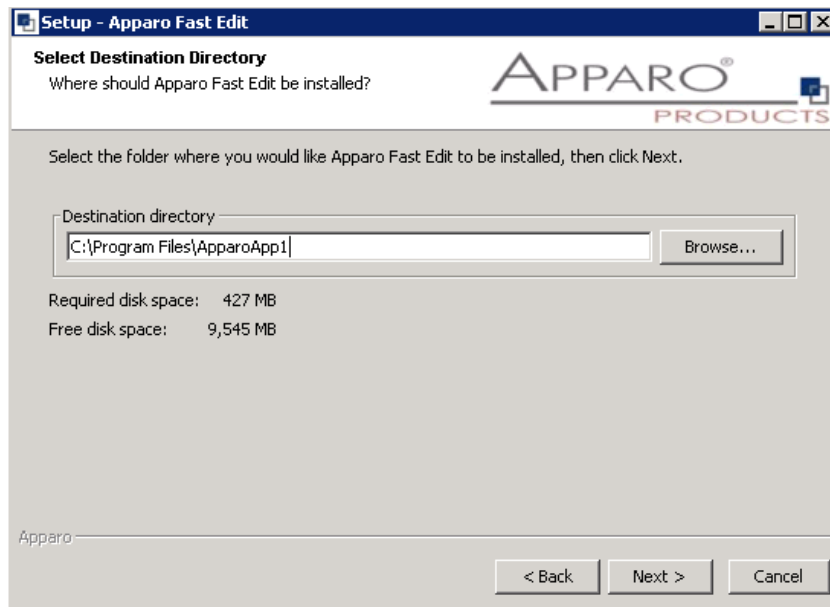 Setup - Apparo Fast Edit
Select Destination Directory
Where should Apparo Fast Edit be installed?
APPARO®
PRODUCTS
Select the folder where you would like Apparo Fast Edit to be installed, then click Next.
Destination directory
C:\Program Files\ApparoApp1
Browse...
Required disk space: 427 MB
Free disk space: 9,545 MB
Apparo
< Back Next > Cancel